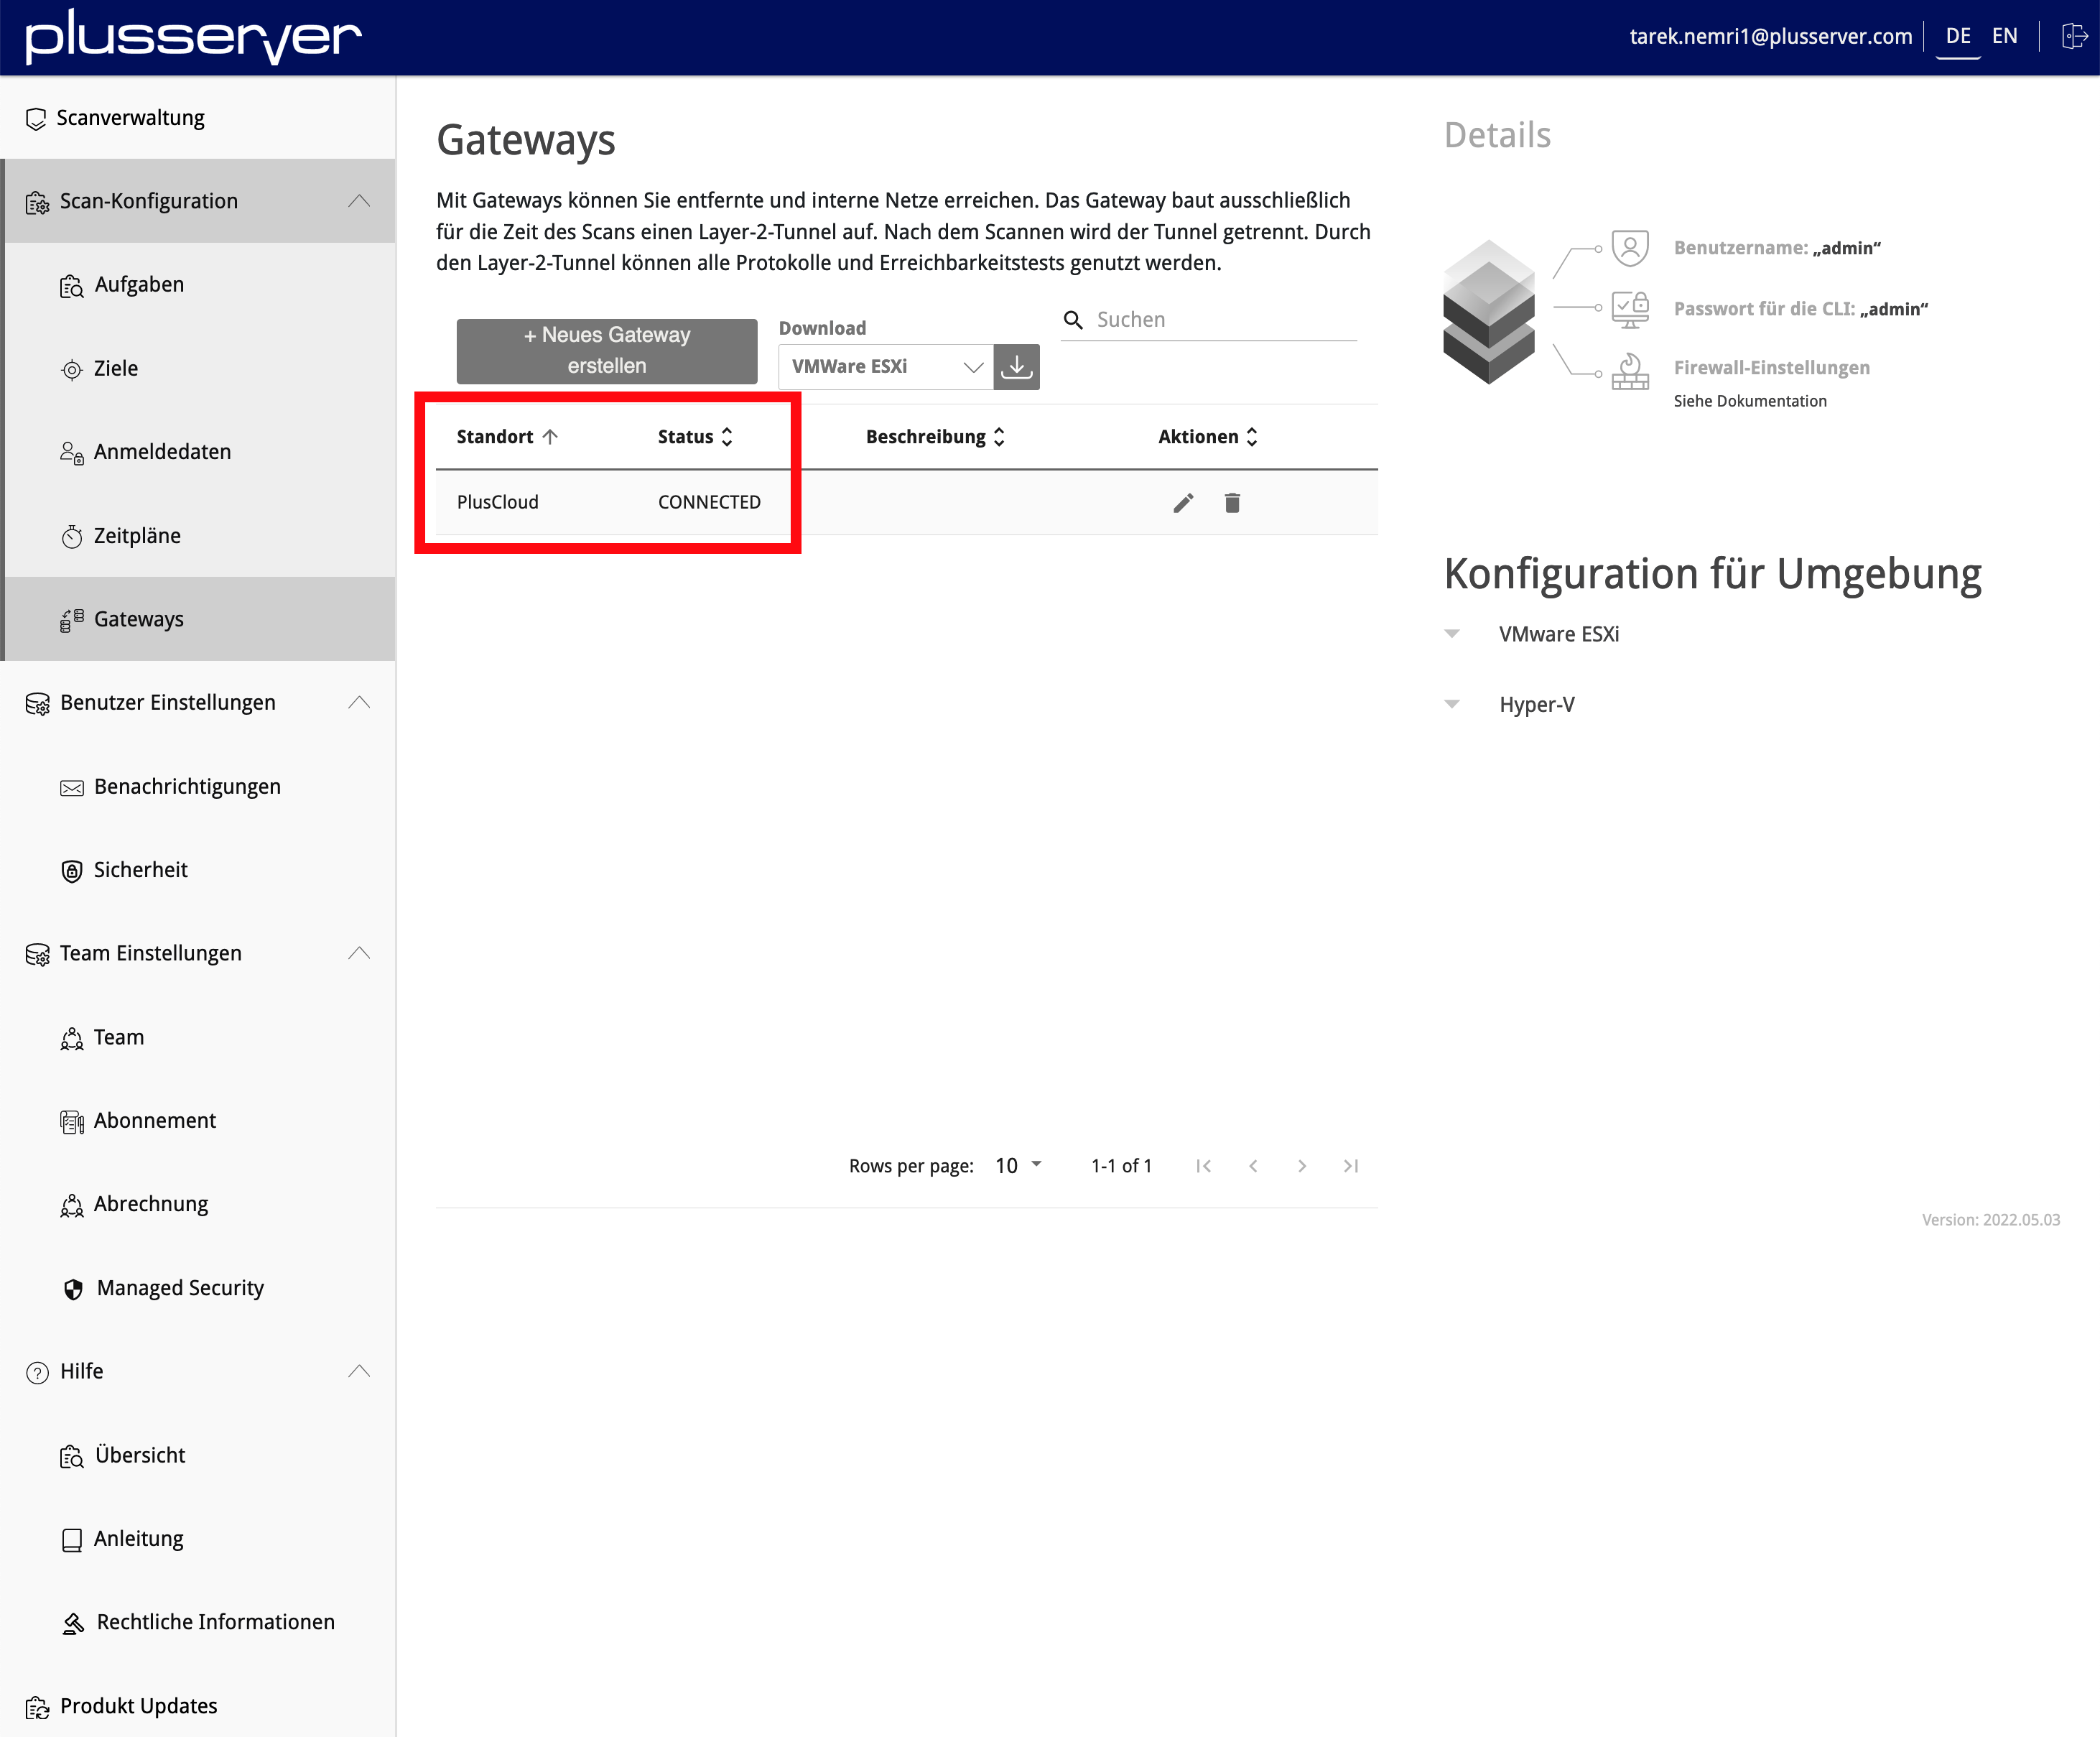 plusserver
tarek.nemri1@plusserver.com
DE
EN
Scanverwaltung
Scan-Konfiguration
Aufgaben
Ziele
Anmeldedaten
Zeitpläne
Gateways
Benutzer Einstellungen
Benachrichtigungen
Sicherheit
Team Einstellungen
Team
Abonnement
Abrechnung
Managed Security
Hilfe
Übersicht
Anleitung
Rechtliche Informationen
Produkt Updates
Gateways
Mit Gateways können Sie entfernte und interne Netze erreichen. Das Gateway baut ausschließlich
für die Zeit des Scans einen Layer-2-Tunnel auf. Nach dem Scannen wird der Tunnel getrennt. Durch
den Layer-2-Tunnel können alle Protokolle und Erreichbarkeitstests genutzt werden.
+ Neues Gateway
erstellen
Download
VMWare ESXi
Suchen
Standort Status Beschreibung Aktionen
PlusCloud CONNECTED
Rows per page: 10 1-1 of 1
Details
Benutzername: „admin“
Passwort für die CLI: „admin“
Firewall-Einstellungen
Siehe Dokumentation
Konfiguration für Umgebung
VMware ESXi
Hyper-V
Version: 2022.05.03